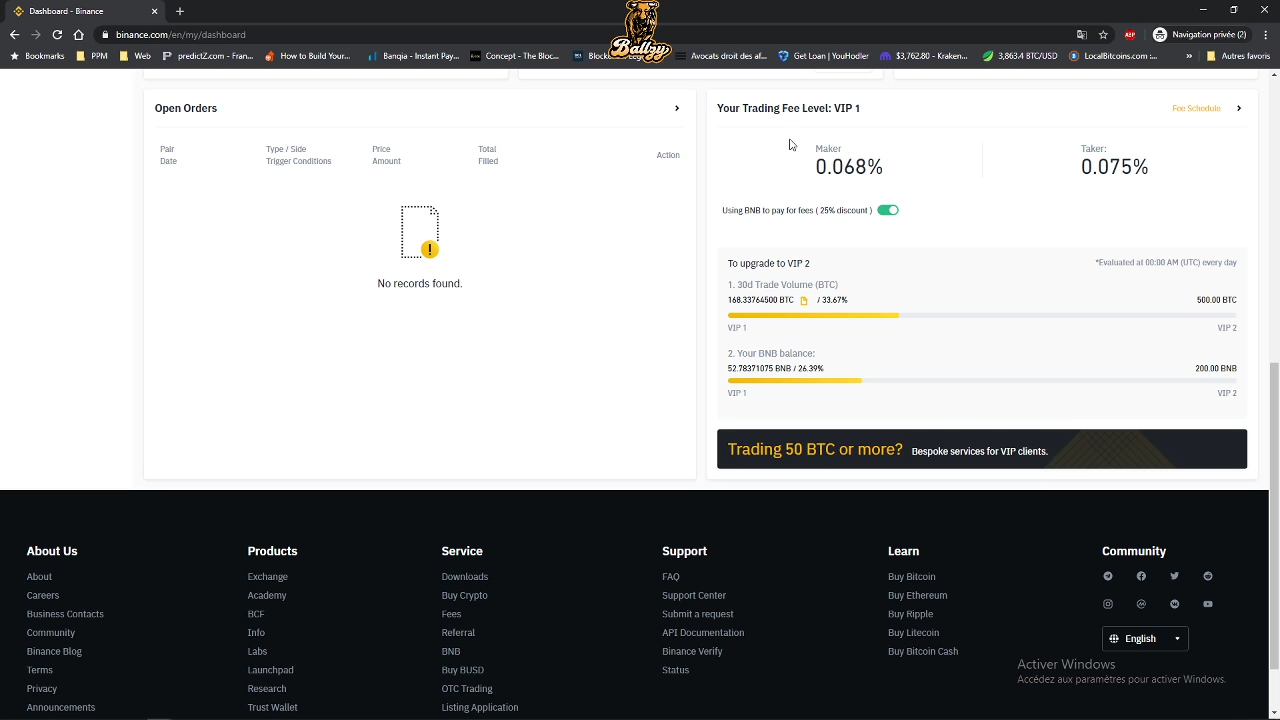 Dashboard - Binance
binance.com/en/my/dashboard
Navigation privée (2)
Bookmarks
PPM
Web
predictZ.com - Fran...
How to Build Your...
Banqia - Instant Pay...
Concept - The Bloc...
Avocats droit des af...
Get Loan | YouHodler
$3,762.80 - Kraken...
3,863.4 BTC/USD
LocalBitcoins.com :...
»
Autres favoris
Ballzy
Open Orders
Pair
Date
Type / Side
Trigger Conditions
Price
Amount
Total
Filled
Action
No records found.
Your Trading Fee Level: VIP 1
Fee Schedule
Maker
0.068%
Taker:
0.075%
Using BNB to pay for fees ( 25% discount )
To upgrade to VIP 2
*Evaluated at 00:00 AM (UTC) every day
1. 30d Trade Volume (BTC)
168.33764500 BTC / 33.67%
500.00 BTC
VIP 1
VIP 2
2. Your BNB balance:
52.78371075 BNB / 26.39%
200.00 BNB
VIP 1
VIP 2
Trading 50 BTC or more? Bespoke services for VIP clients.
About Us
About
Careers
Business Contacts
Community
Binance Blog
Terms
Privacy
Announcements
Products
Exchange
Academy
BCF
Info
Labs
Launchpad
Research
Trust Wallet
Service
Downloads
Buy Crypto
Fees
Referral
BNB
Buy BUSD
OTC Trading
Listing Application
Support
FAQ
Support Center
Submit a request
API Documentation
Binance Verify
Status
Learn
Buy Bitcoin
Buy Ethereum
Buy Ripple
Buy Litecoin
Buy Bitcoin Cash
Community
English
Activer Windows
Accédez aux paramètres pour activer Windows.